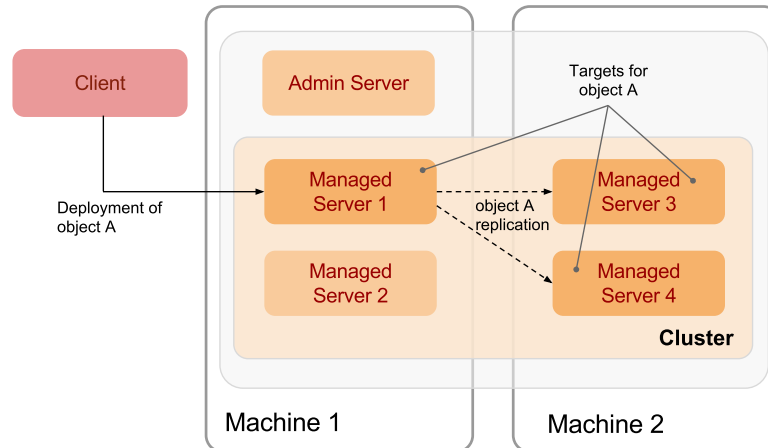 Client
Admin Server
Targets for
object A
Managed
Server 1
Managed
Server 3
Deployment of
object A
object A
replication
Managed
Server 2
Managed
Server 4
Cluster
Machine 1
Machine 2